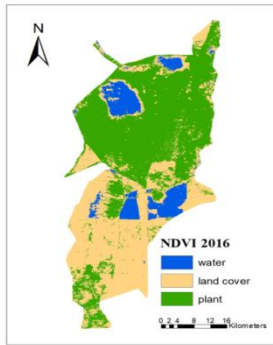 N
NDVI 2016
water
land cover
plant
0 2 4 8 12 16
Kilometers